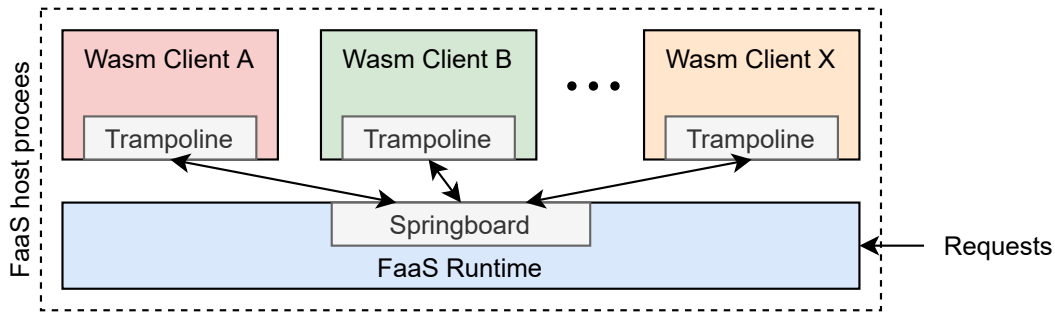 Wasm Client A
Wasm Client B
Wasm Client X
Trampoline
Trampoline
Trampoline
FaaS host procees
Springboard
FaaS Runtime
Requests